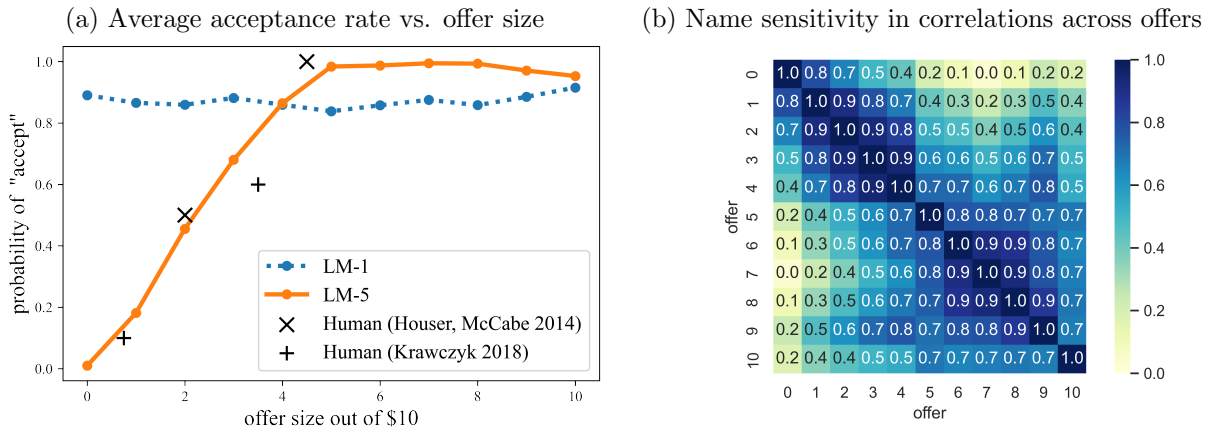 (a) Average acceptance rate vs. offer size
1.0
0.8
0.6
0.4
0.2
0.0
probability of "accept"
LM-1
LM-5
Human (Houser, McCabe 2014)
Human (Krawczyk 2018)
0 2 4 6 8 10
offer size out of $10
(b) Name sensitivity in correlations across offers
offer
0 1.0 0.8 0.7 0.5 0.4 0.2 0.1 0.0 0.1 0.2 0.2
1 0.8 1.0 0.9 0.8 0.7 0.4 0.3 0.2 0.3 0.5 0.4
2 0.7 0.9 1.0 0.9 0.8 0.5 0.5 0.4 0.5 0.6 0.4
3 0.5 0.8 0.9 1.0 0.9 0.6 0.6 0.5 0.6 0.7 0.5
4 0.4 0.7 0.8 0.9 1.0 0.7 0.7 0.6 0.7 0.8 0.5
5 0.2 0.4 0.5 0.6 0.7 1.0 0.8 0.8 0.7 0.7 0.7
6 0.1 0.3 0.5 0.6 0.7 0.8 1.0 0.9 0.9 0.8 0.7
7 0.0 0.2 0.4 0.5 0.6 0.8 0.9 1.0 0.9 0.8 0.7
8 0.1 0.3 0.5 0.6 0.7 0.7 0.9 0.9 1.0 0.9 0.7
9 0.2 0.5 0.6 0.7 0.8 0.7 0.8 0.8 0.9 1.0 0.7
10 0.2 0.4 0.4 0.5 0.5 0.7 0.7 0.7 0.7 0.7 1.0
0 1 2 3 4 5 6 7 8 9 10
offer
1.0
0.8
0.6
0.4
0.2
0.0